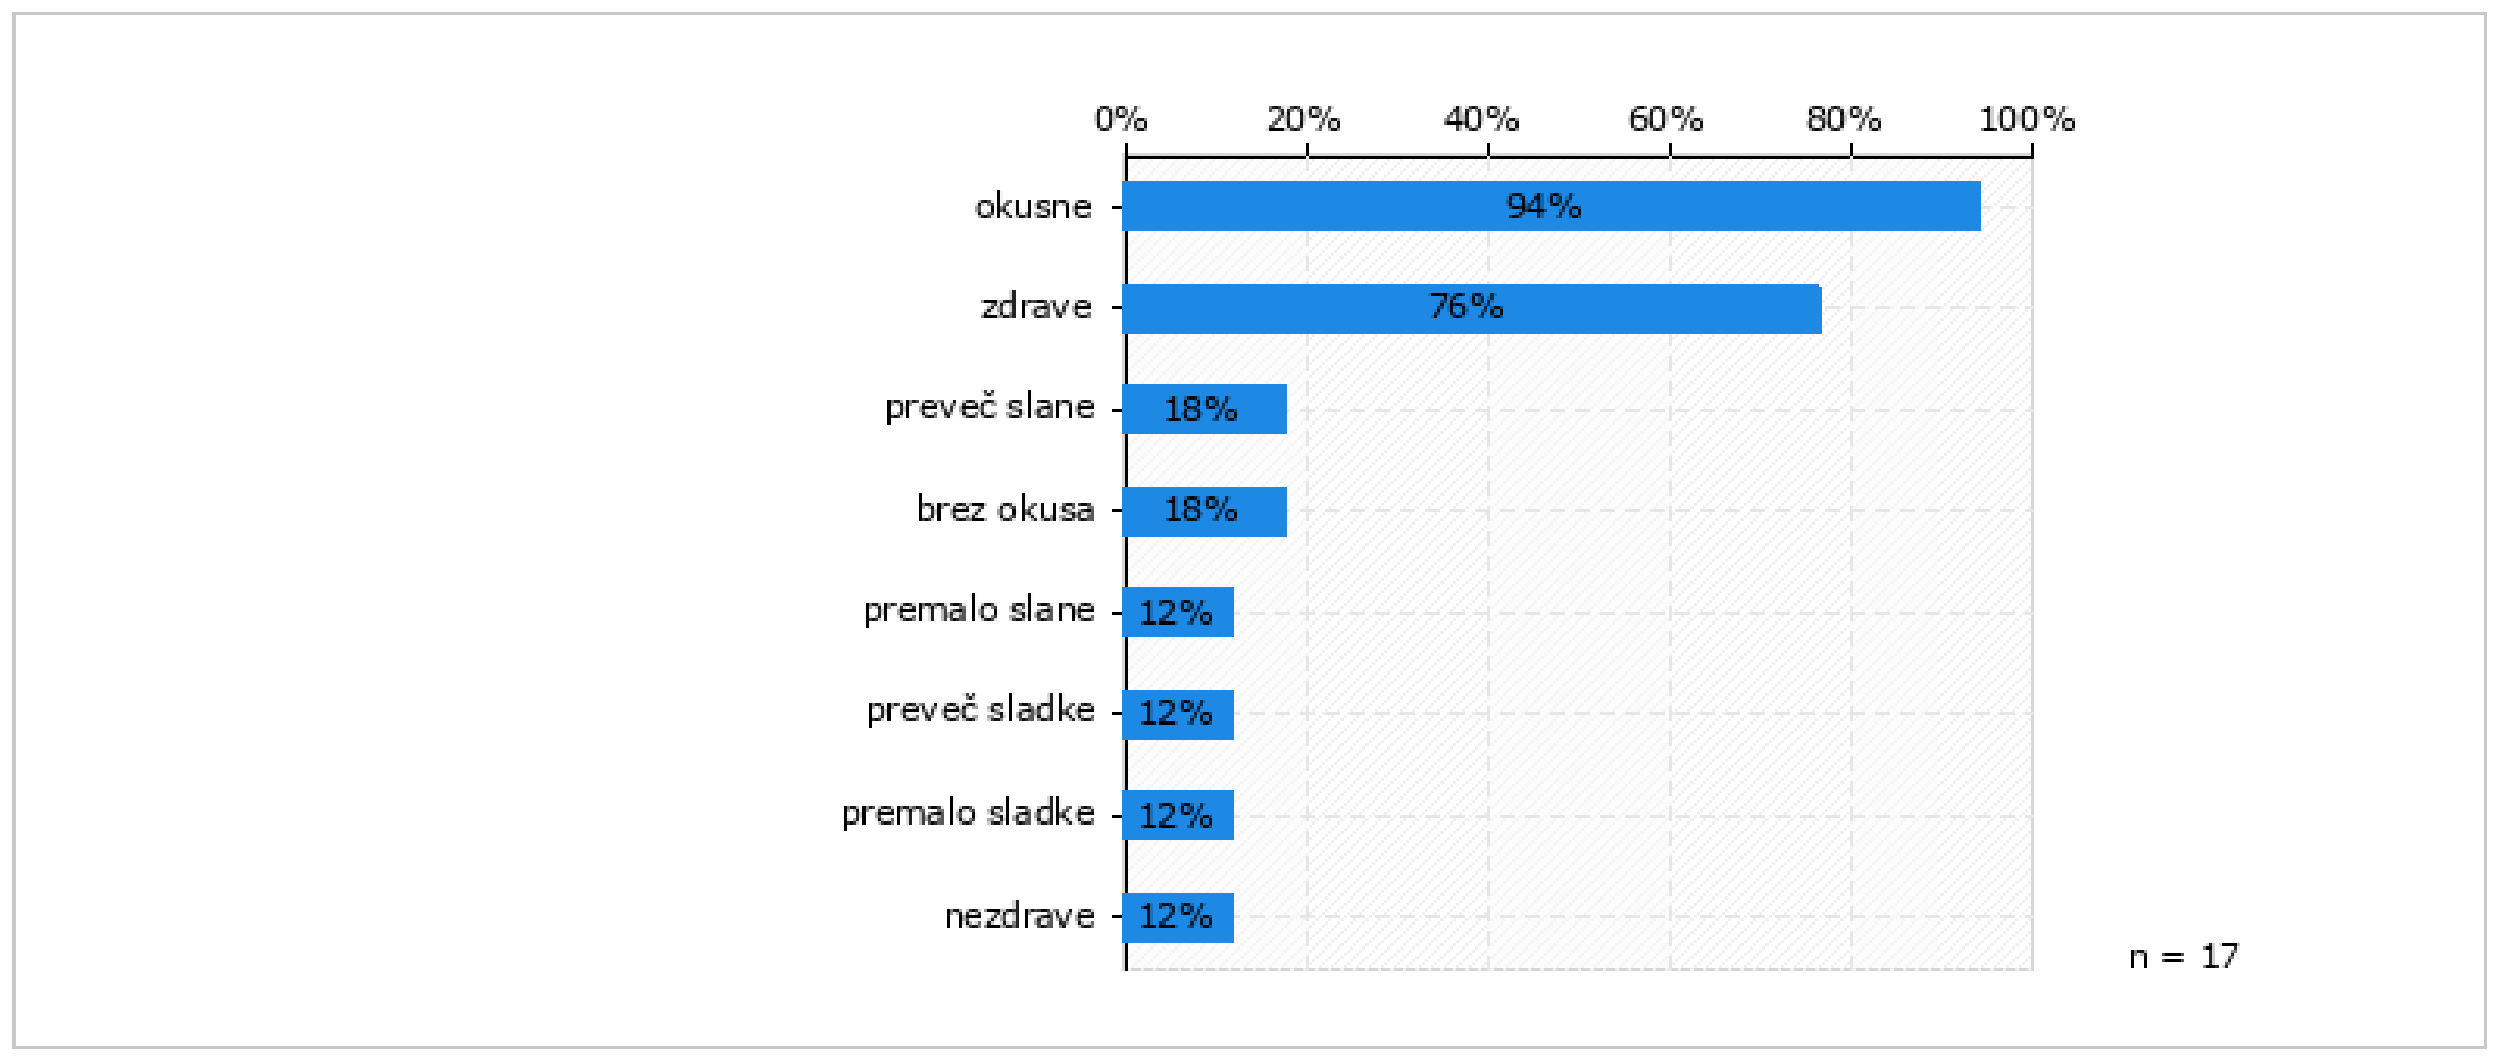 0% 20% 40% 60% 80% 100%
okusne 94%
zdrave 76%
preveč slane 18%
brez okusa 18%
premalo slane 12%
preveč sladke 12%
premalo sladke 12%
nezdrave 12%
n = 17